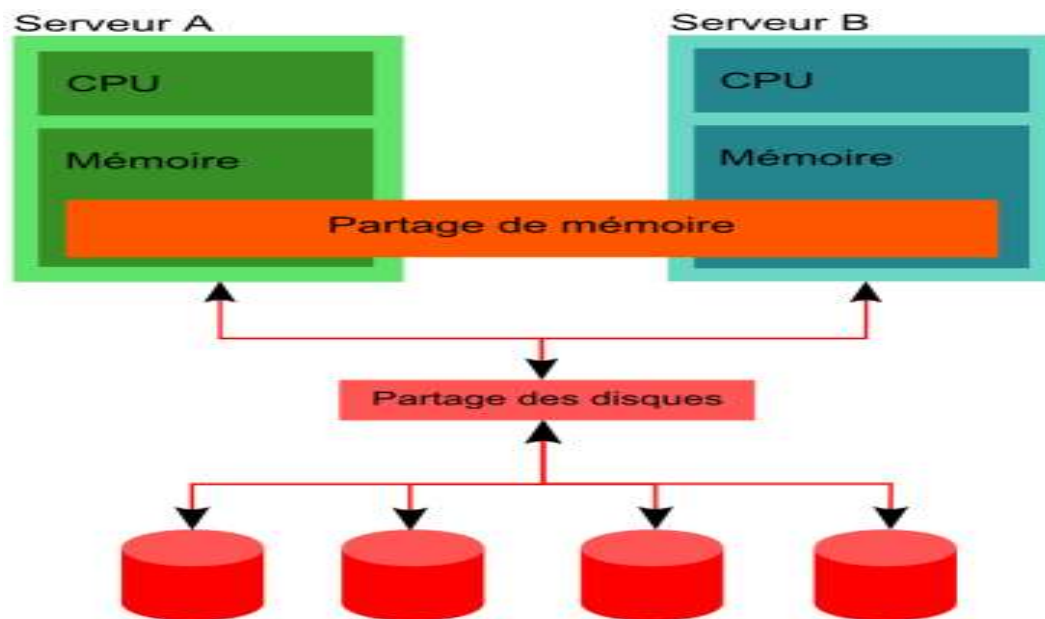 Serveur A
Serveur B
CPU
CPU
Mémoire
Mémoire
Partage de mémoire
Partage des disques